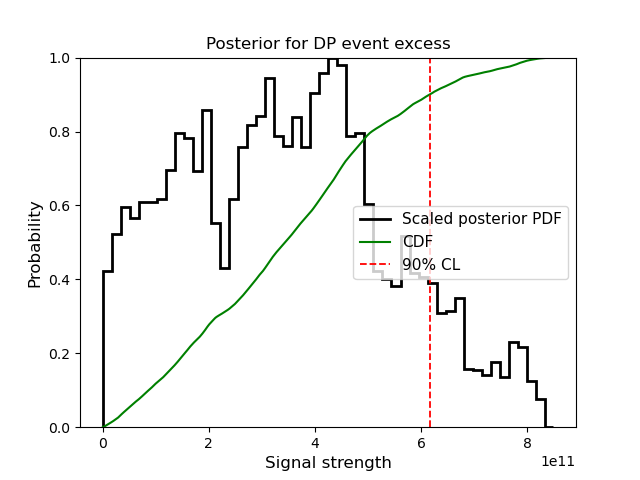 Posterior for DP event excess
1.0
0.8
0.6
0.4
0.2
0.0
Probability
Scaled posterior PDF
CDF
90% CL
0 2 4 6 8
1e11
Signal strength